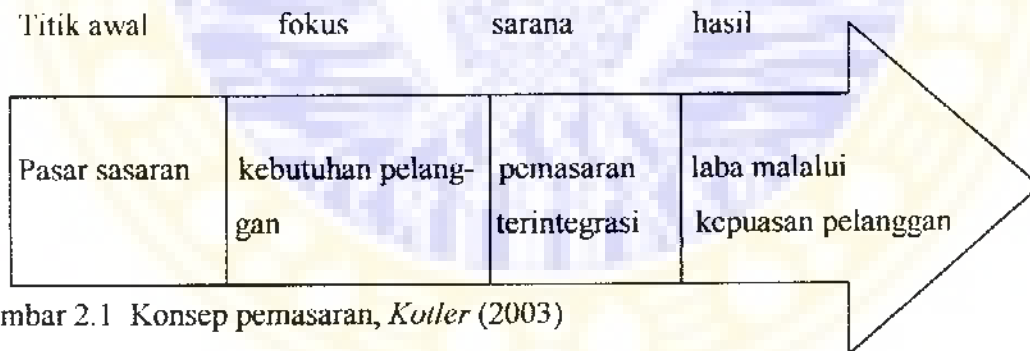 Titik awal fokus sarana hasil
Pasar sasaran kebutuhan pelang- pemasaran laba malalui
gan terintegrasi kepuasan pelanggan
mbar 2.1 Konsep pemasaran, Kotler (2003)